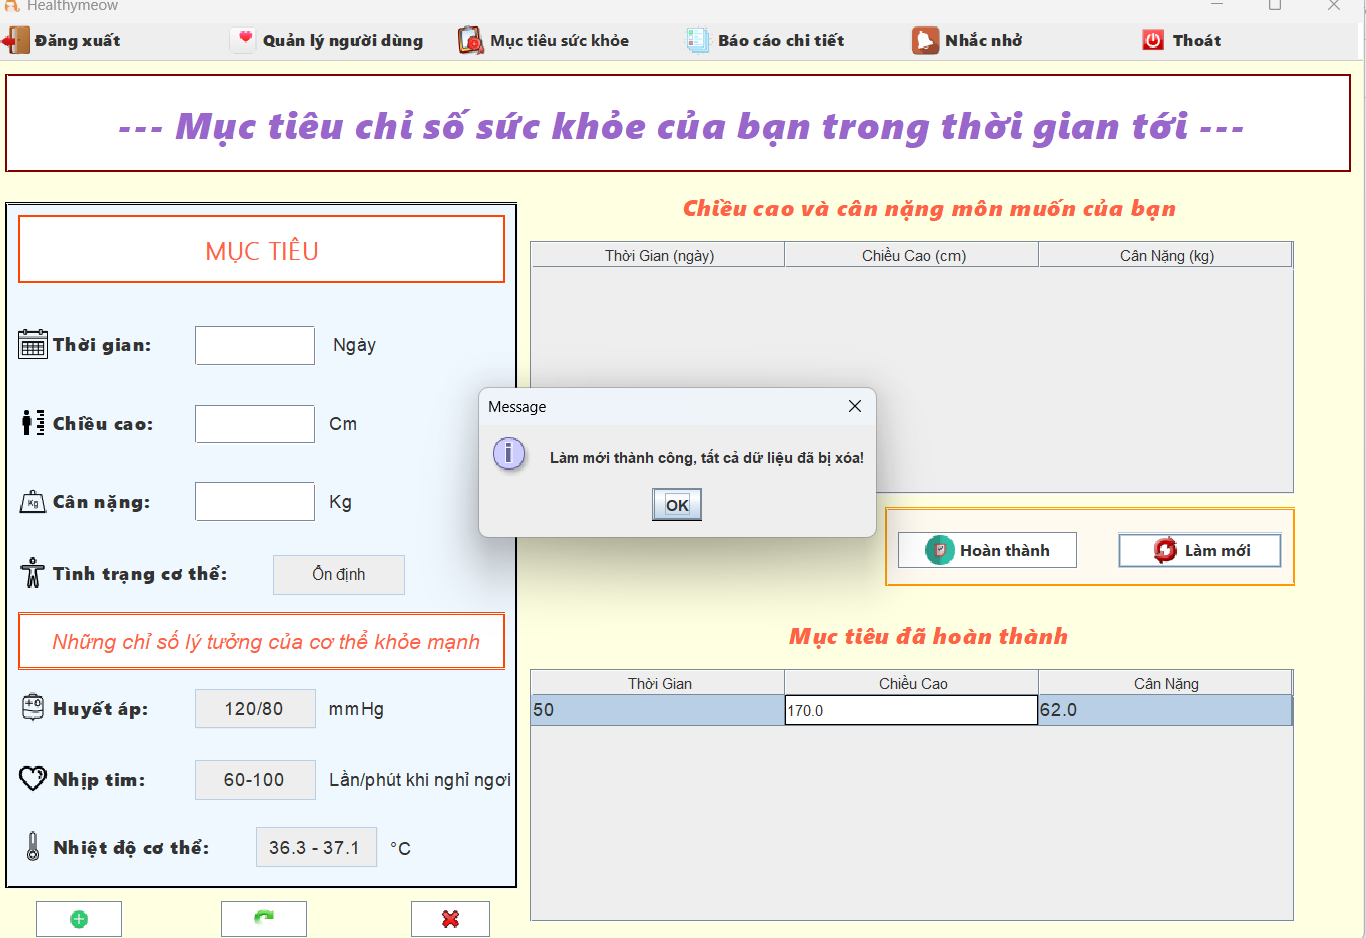 Healthymeow
Đăng xuất
Quản lý người dùng
Mục tiêu sức khỏe
Báo cáo chi tiết
Nhắc nhở
Thoát
--- Mục tiêu chỉ số sức khỏe của bạn trong thời gian tới ---
MỤC TIÊU
Thời gian:
Ngày
Chiều cao:
Cm
Cân nặng:
Kg
Tình trạng cơ thể:
Ổn định
Những chỉ số lý tưởng của cơ thể khỏe mạnh
Huyết áp:
120/80
mmHg
Nhịp tim:
60-100
Lần/phút khi nghỉ ngơi
Nhiệt độ cơ thể:
36.3 - 37.1
°C
Chiều cao và cân nặng môn muốn của bạn
Thời Gian (ngày)
Chiều Cao (cm)
Cân Nặng (kg)
Message
Làm mới thành công, tất cả dữ liệu đã bị xóa!
OK
Hoàn thành
Làm mới
Mục tiêu đã hoàn thành
Thời Gian
Chiều Cao
Cân Nặng
50
170.0
62.0